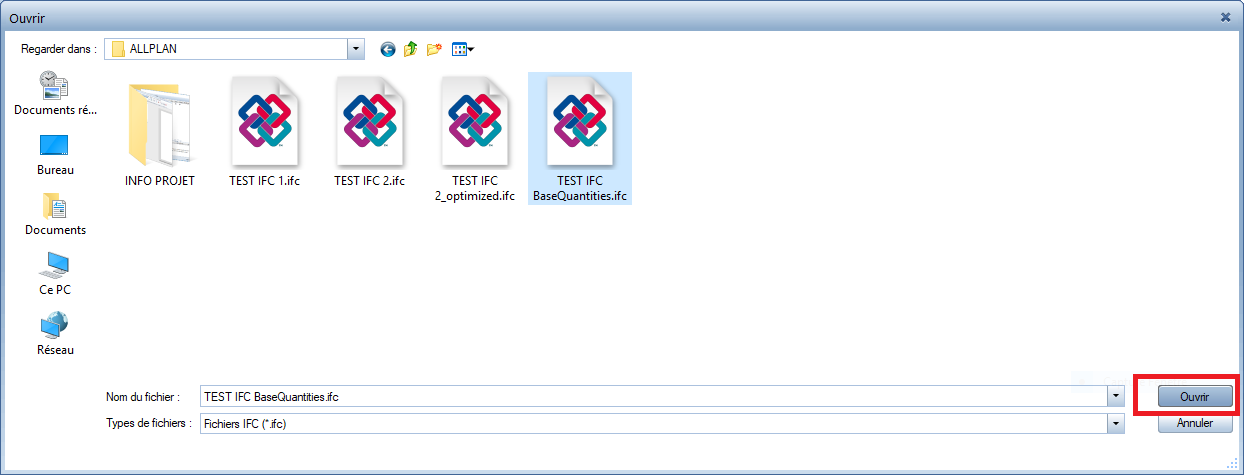 Ouvrir
Regarder dans :
ALLPLAN
Documents ré...
Bureau
Documents
Ce PC
Réseau
INFO PROJET
TEST IFC 1.ifc
TEST IFC 2.ifc
TEST IFC
2_optimized.ifc
TEST IFC
BaseQuantities.ifc
Nom du fichier :
TEST IFC BaseQuantities.ifc
Ouvrir
Types de fichiers :
Fichiers IFC (*.ifc)
Annuler